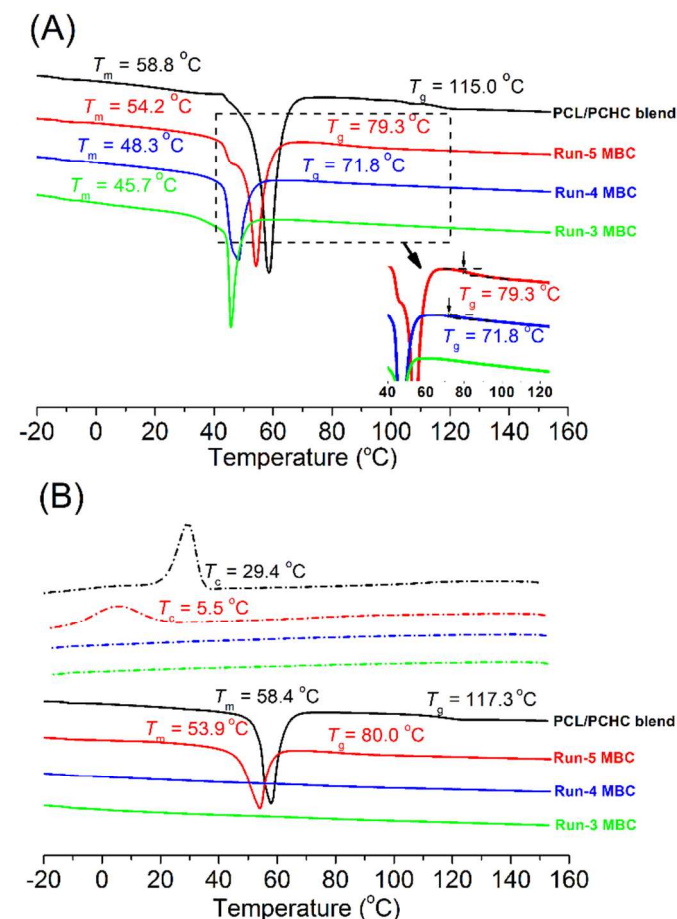 (A)
Tm = 58.8 °C
Tg = 115.0 °C
PCL/PCHC blend
Tm = 54.2 °C
Tg = 79.3 °C
Run-5 MBC
Tm = 48.3 °C
Tg = 71.8 °C
Run-4 MBC
Tm = 45.7 °C
Run-3 MBC
Tg = 79.3 °C
Tg = 71.8 °C
40 60 80 100 120
-20 0 20 40 60 80 100 120 140 160
Temperature (°C)
(B)
Tc = 29.4 °C
Tc = 5.5 °C
Tm = 58.4 °C
Tg = 117.3 °C
PCL/PCHC blend
Tm = 53.9 °C
Tg = 80.0 °C
Run-5 MBC
Run-4 MBC
Run-3 MBC
-20 0 20 40 60 80 100 120 140 160
Temperature (°C)